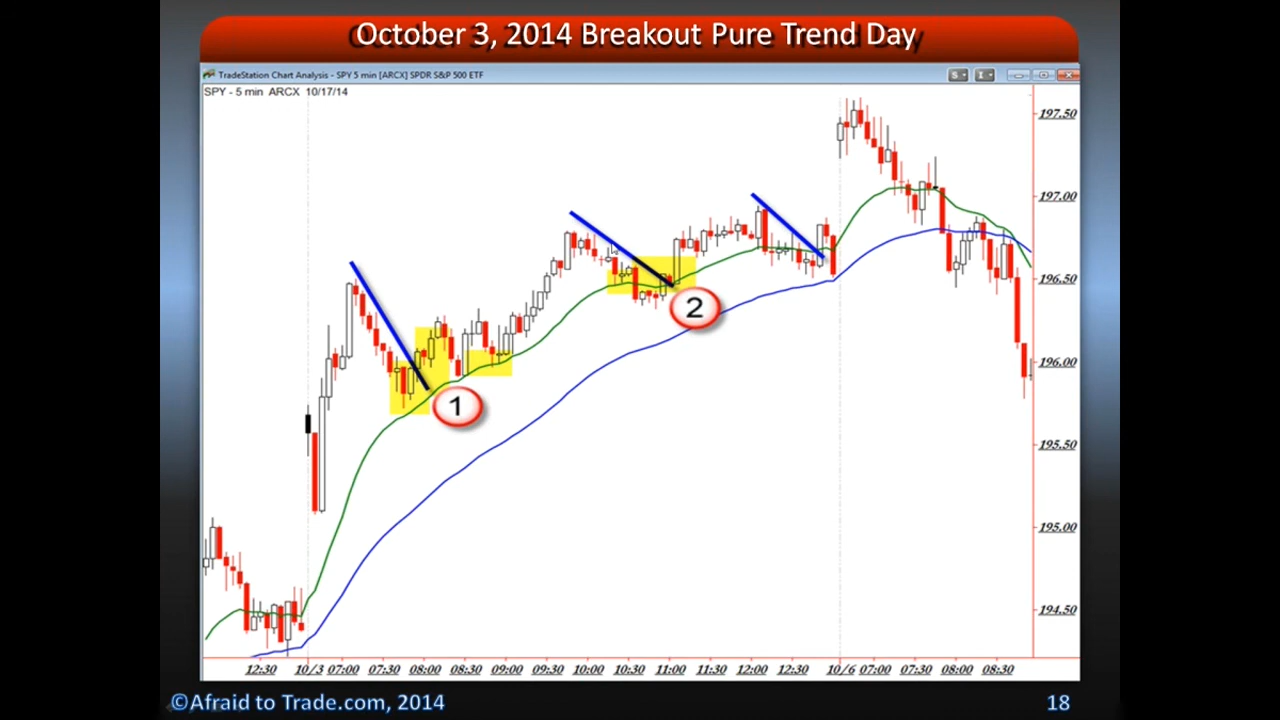 October 3, 2014 Breakout Pure Trend Day
TradeStation Chart Analysis - SPY 5 min [ARCX] SPDR S&P 500 ETF
S
I
SPY - 5 min ARCX 10/17/14
197.50
197.00
196.50
196.00
195.50
195.00
194.50
1
2
12:30 10/3 07:00 07:30 08:00 08:30 09:00 09:30 10:00 10:30 11:00 11:30 12:00 12:30 10/6 07:00 07:30 08:00 08:30
©Afraid to Trade.com, 2014
18